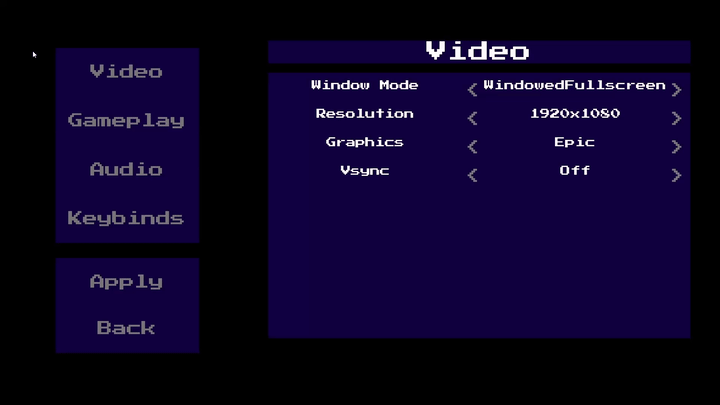 Video
Gameplay
Audio
Keybinds
Apply
Back
Video
Window Mode < WindowedFullscreen >
Resolution < 1920x1080 >
Graphics < Epic >
Vsync < Off >